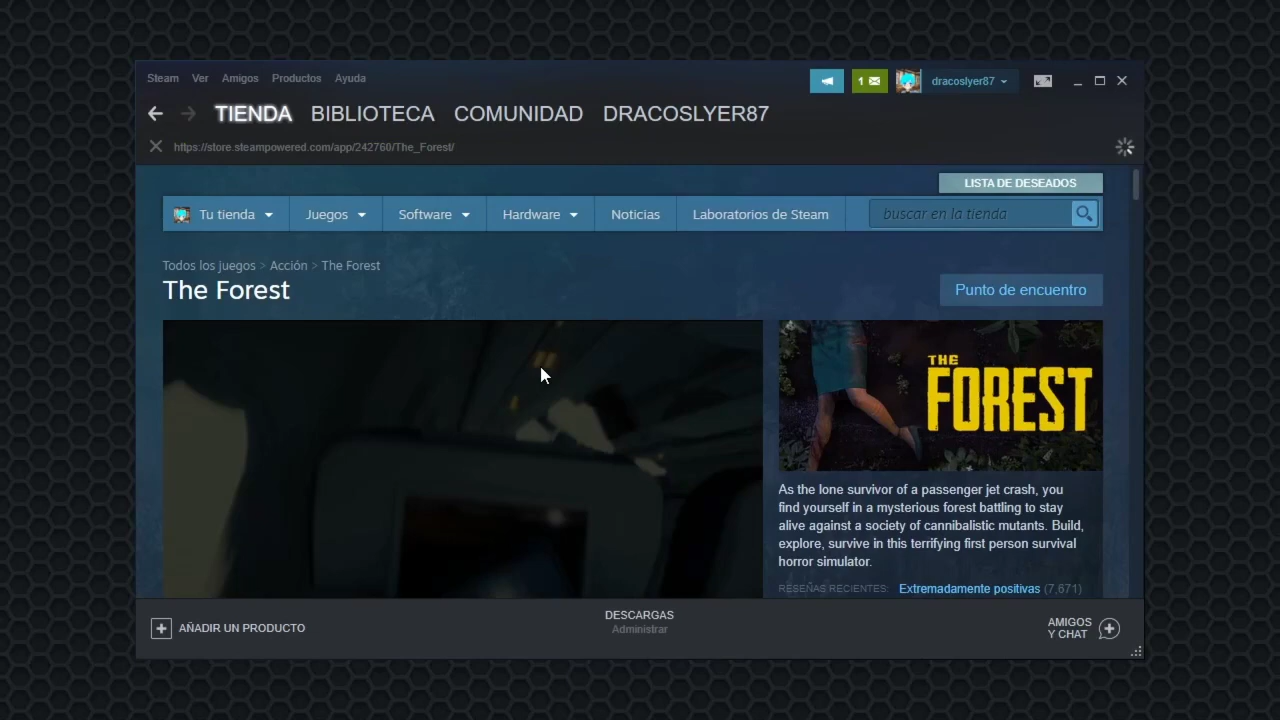 Steam Ver Amigos Productos Ayuda
1
dracoslyer87
TIENDA BIBLIOTECA COMUNIDAD DRACOSLYER87
https://store.steampowered.com/app/242760/The_Forest/
LISTA DE DESEADOS
Tu tienda Juegos Software Hardware Noticias Laboratorios de Steam buscar en la tienda
Todos los juegos > Acción > The Forest
The Forest
Punto de encuentro
THE
FOREST
As the lone survivor of a passenger jet crash, you
find yourself in a mysterious forest battling to stay
alive against a society of cannibalistic mutants. Build,
explore, survive in this terrifying first person survival
horror simulator.
RESEÑAS RECIENTES: Extremadamente positivas (7,671)
AÑADIR UN PRODUCTO
DESCARGAS
Administrar
AMIGOS
Y CHAT